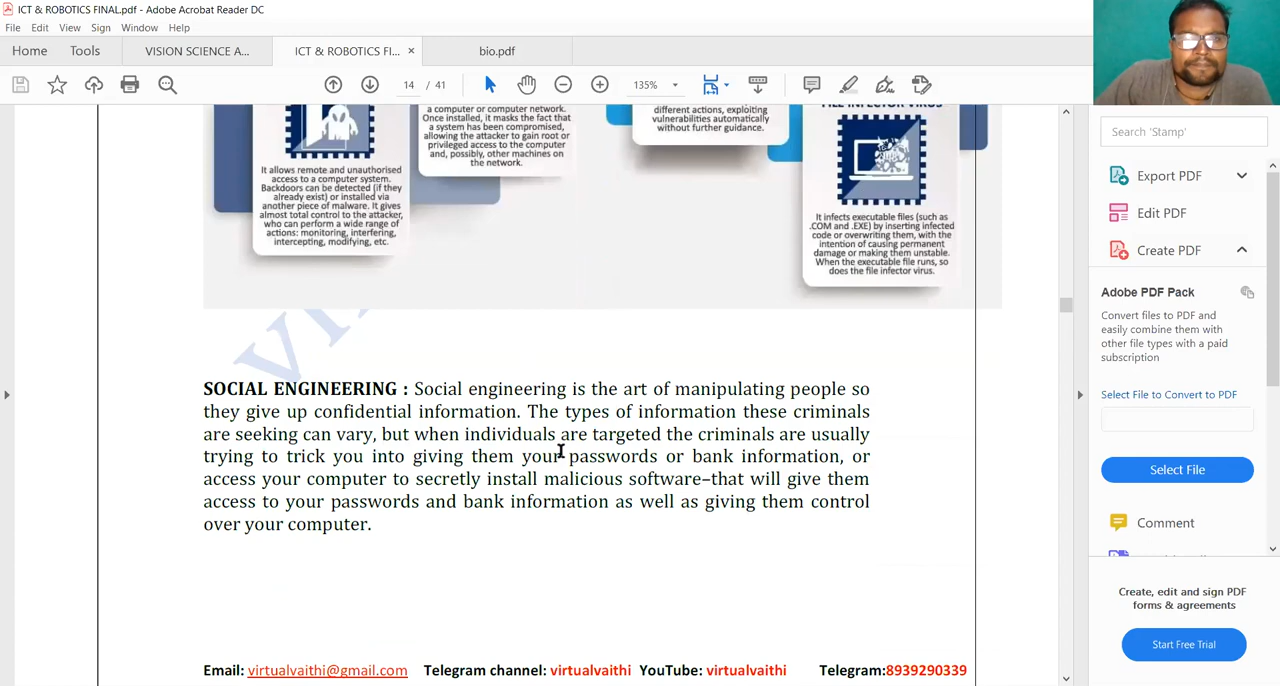 ICT & ROBOTICS FINAL.pdf - Adobe Acrobat Reader DC
File Edit View Sign Window Help
Home Tools VISION SCIENCE A... ICT & ROBOTICS FI... × bio.pdf
14 / 41 135%
Search 'Stamp'
Export PDF
Edit PDF
Create PDF
Adobe PDF Pack
Convert files to PDF and
easily combine them with
other file types with a paid
subscription
Select File to Convert to PDF
Select File
Comment
Create, edit and sign PDF
forms & agreements
Start Free Trial
It allows remote and unauthorised
access to a computer system.
Backdoors can be detected (if they
already exist) or installed via
another piece of malware. It gives
almost total control to the attacker,
who can perform a wide range of
actions: monitoring, interfering,
intercepting, modifying, etc.
a computer or computer network.
Once installed, it masks the fact that
a system has been compromised,
allowing the attacker to gain root or
privileged access to the computer
and, possibly, other machines on
the network.
different actions, exploiting
vulnerabilities automatically
without further guidance.
FILE INFECTOR VIRUS
It infects executable files (such as
.COM and .EXE) by inserting infected
code or overwriting them, with the
intention of causing permanent
damage or making them unstable.
When the executable file runs, so
does the file infector virus.
SOCIAL ENGINEERING : Social engineering is the art of manipulating people so
they give up confidential information. The types of information these criminals
are seeking can vary, but when individuals are targeted the criminals are usually
trying to trick you into giving them your passwords or bank information, or
access your computer to secretly install malicious software–that will give them
access to your passwords and bank information as well as giving them control
over your computer.
Email: virtualvaithi@gmail.com Telegram channel: virtualvaithi YouTube: virtualvaithi Telegram:8939290339